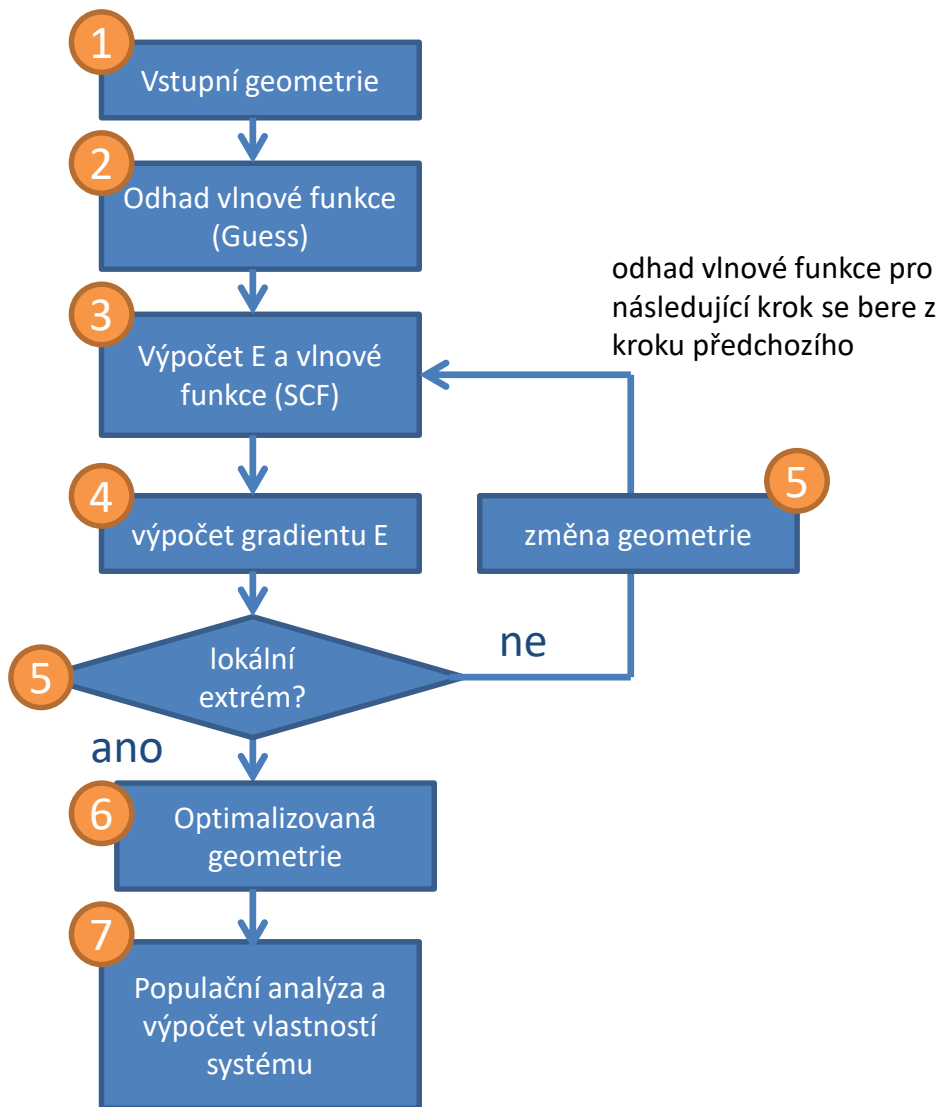 1
Vstupní geometrie
2
Odhad vlnové funkce
(Guess)
odhad vlnové funkce pro
následující krok se bere z
kroku předchozího
3
Výpočet E a vlnové
funkce (SCF)
4
výpočet gradientu E
5
změna geometrie
5
lokální
extrém?
ne
ano
6
Optimalizovaná
geometrie
7
Populační analýza a
výpočet vlastností
systému